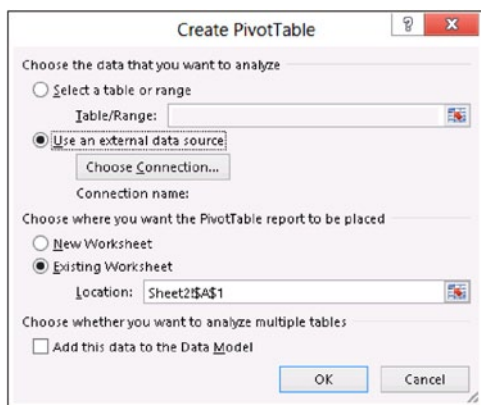 Create PivotTable
?
Choose the data that you want to analyze
Select a table or range
Table/Range:
Use an external data source
Choose Connection...
Connection name:
Choose where you want the PivotTable report to be placed
New Worksheet
Existing Worksheet
Location: Sheet2!$A$1
Choose whether you want to analyze multiple tables
Add this data to the Data Model
OK Cancel